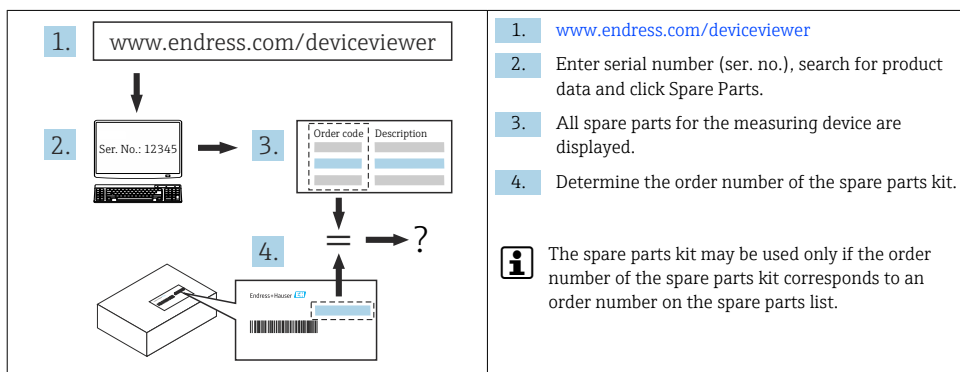 1.
www.endress.com/deviceviewer
2.
Ser. No.: 12345
3.
Order code
Description
4.
?
Endress+Hauser
EH
1. www.endress.com/deviceviewer
2. Enter serial number (ser. no.), search for product
data and click Spare Parts.
3. All spare parts for the measuring device are
displayed.
4. Determine the order number of the spare parts kit.
i The spare parts kit may be used only if the order
number of the spare parts kit corresponds to an
order number on the spare parts list.